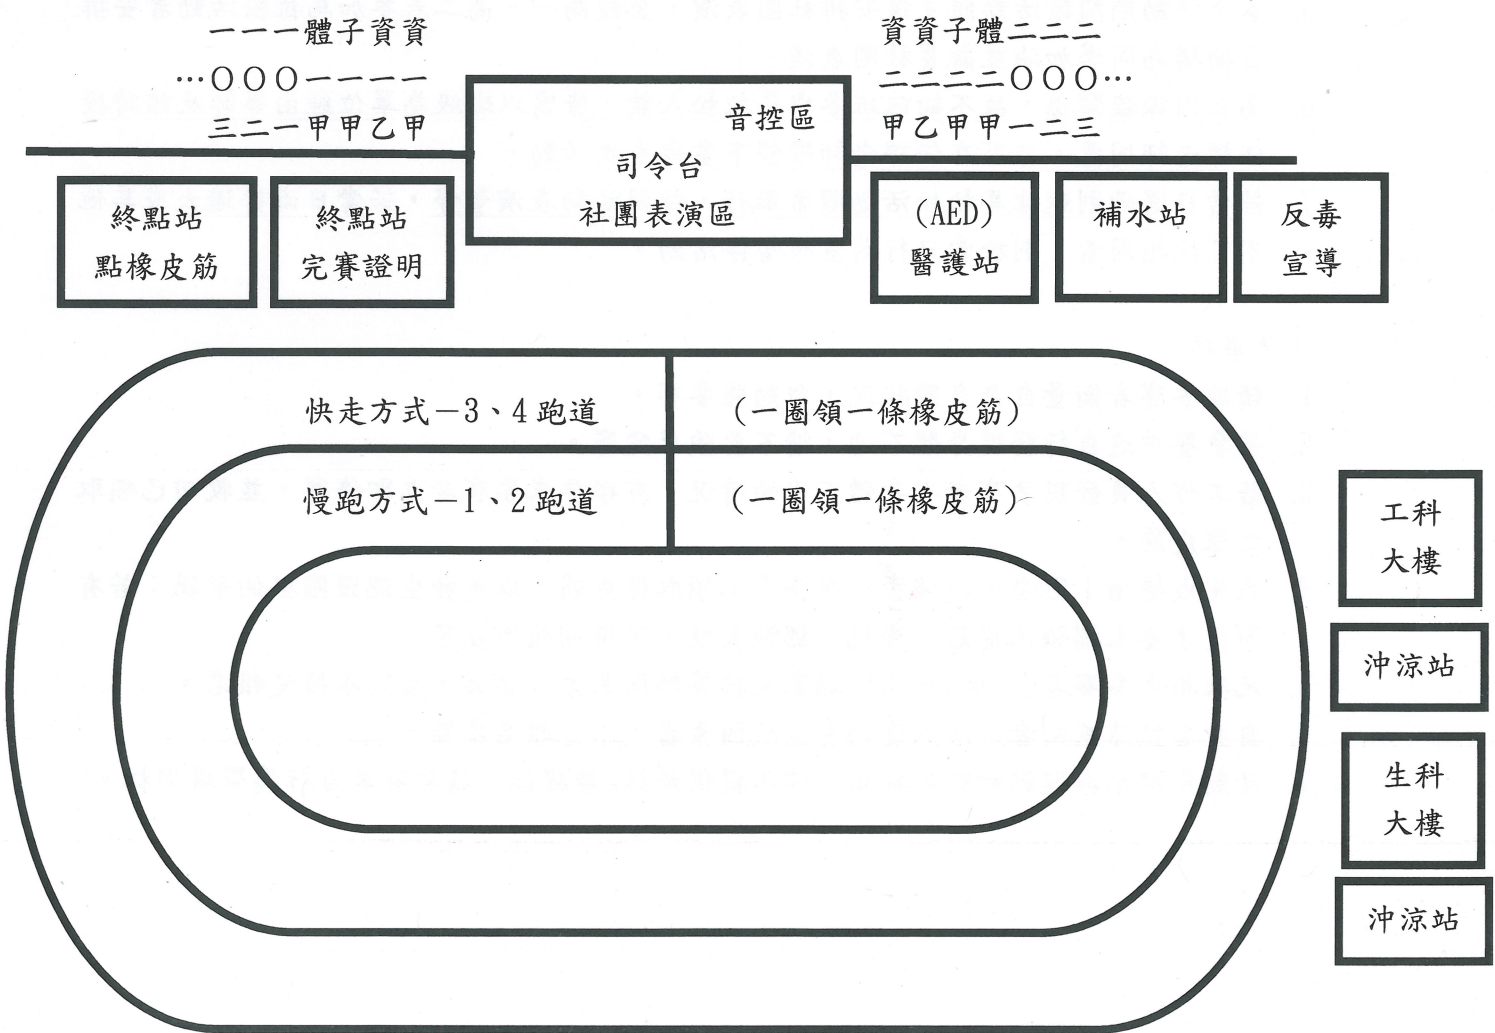 一一一體子資資
…OOO一一一一
三二一甲甲乙甲
資資子體二二二
二二二二OOO…
甲乙甲甲一二三
音控區
司令台
社團表演區
終點站
點橡皮筋
終點站
完賽證明
(AED)
醫護站
補水站
反毒
宣導
快走方式－3、4跑道
(一圈領一條橡皮筋)
慢跑方式－1、2跑道
(一圈領一條橡皮筋)
工科
大樓
沖涼站
生科
大樓
沖涼站